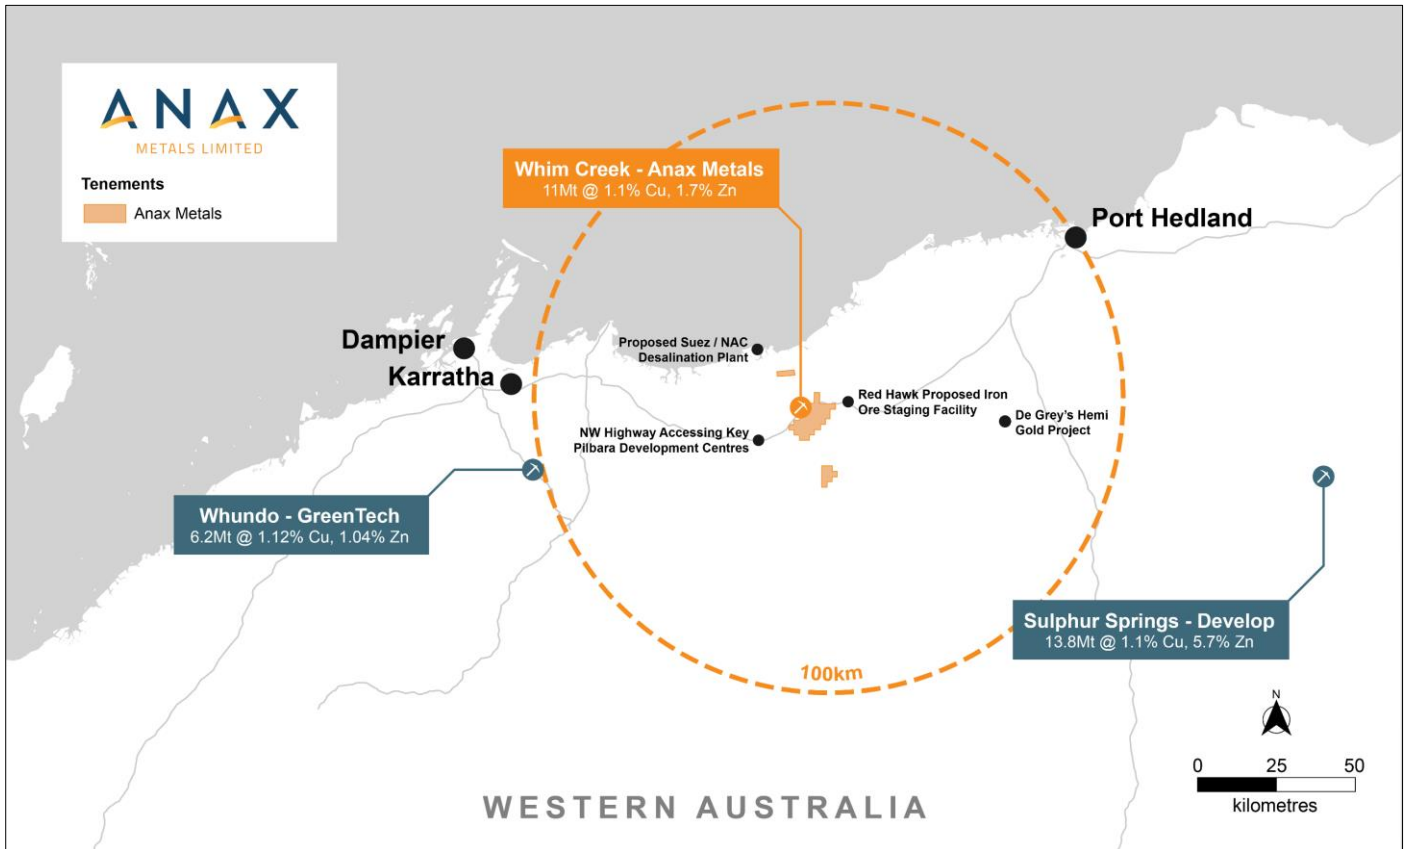 ANAX
METALS LIMITED
Tenements
Anax Metals
Whim Creek - Anax Metals
11Mt @ 1.1% Cu, 1.7% Zn
Port Hedland
Dampier
Karratha
Proposed Suez / NAC
Desalination Plant
Red Hawk Proposed Iron
Ore Staging Facility
De Grey's Hemi
Gold Project
NW Highway Accessing Key
Pilbara Development Centres
Whundo - GreenTech
6.2Mt @ 1.12% Cu, 1.04% Zn
Sulphur Springs - Develop
13.8Mt @ 1.1% Cu, 5.7% Zn
100km
N
0 25 50
kilometres
WESTERN AUSTRALIA